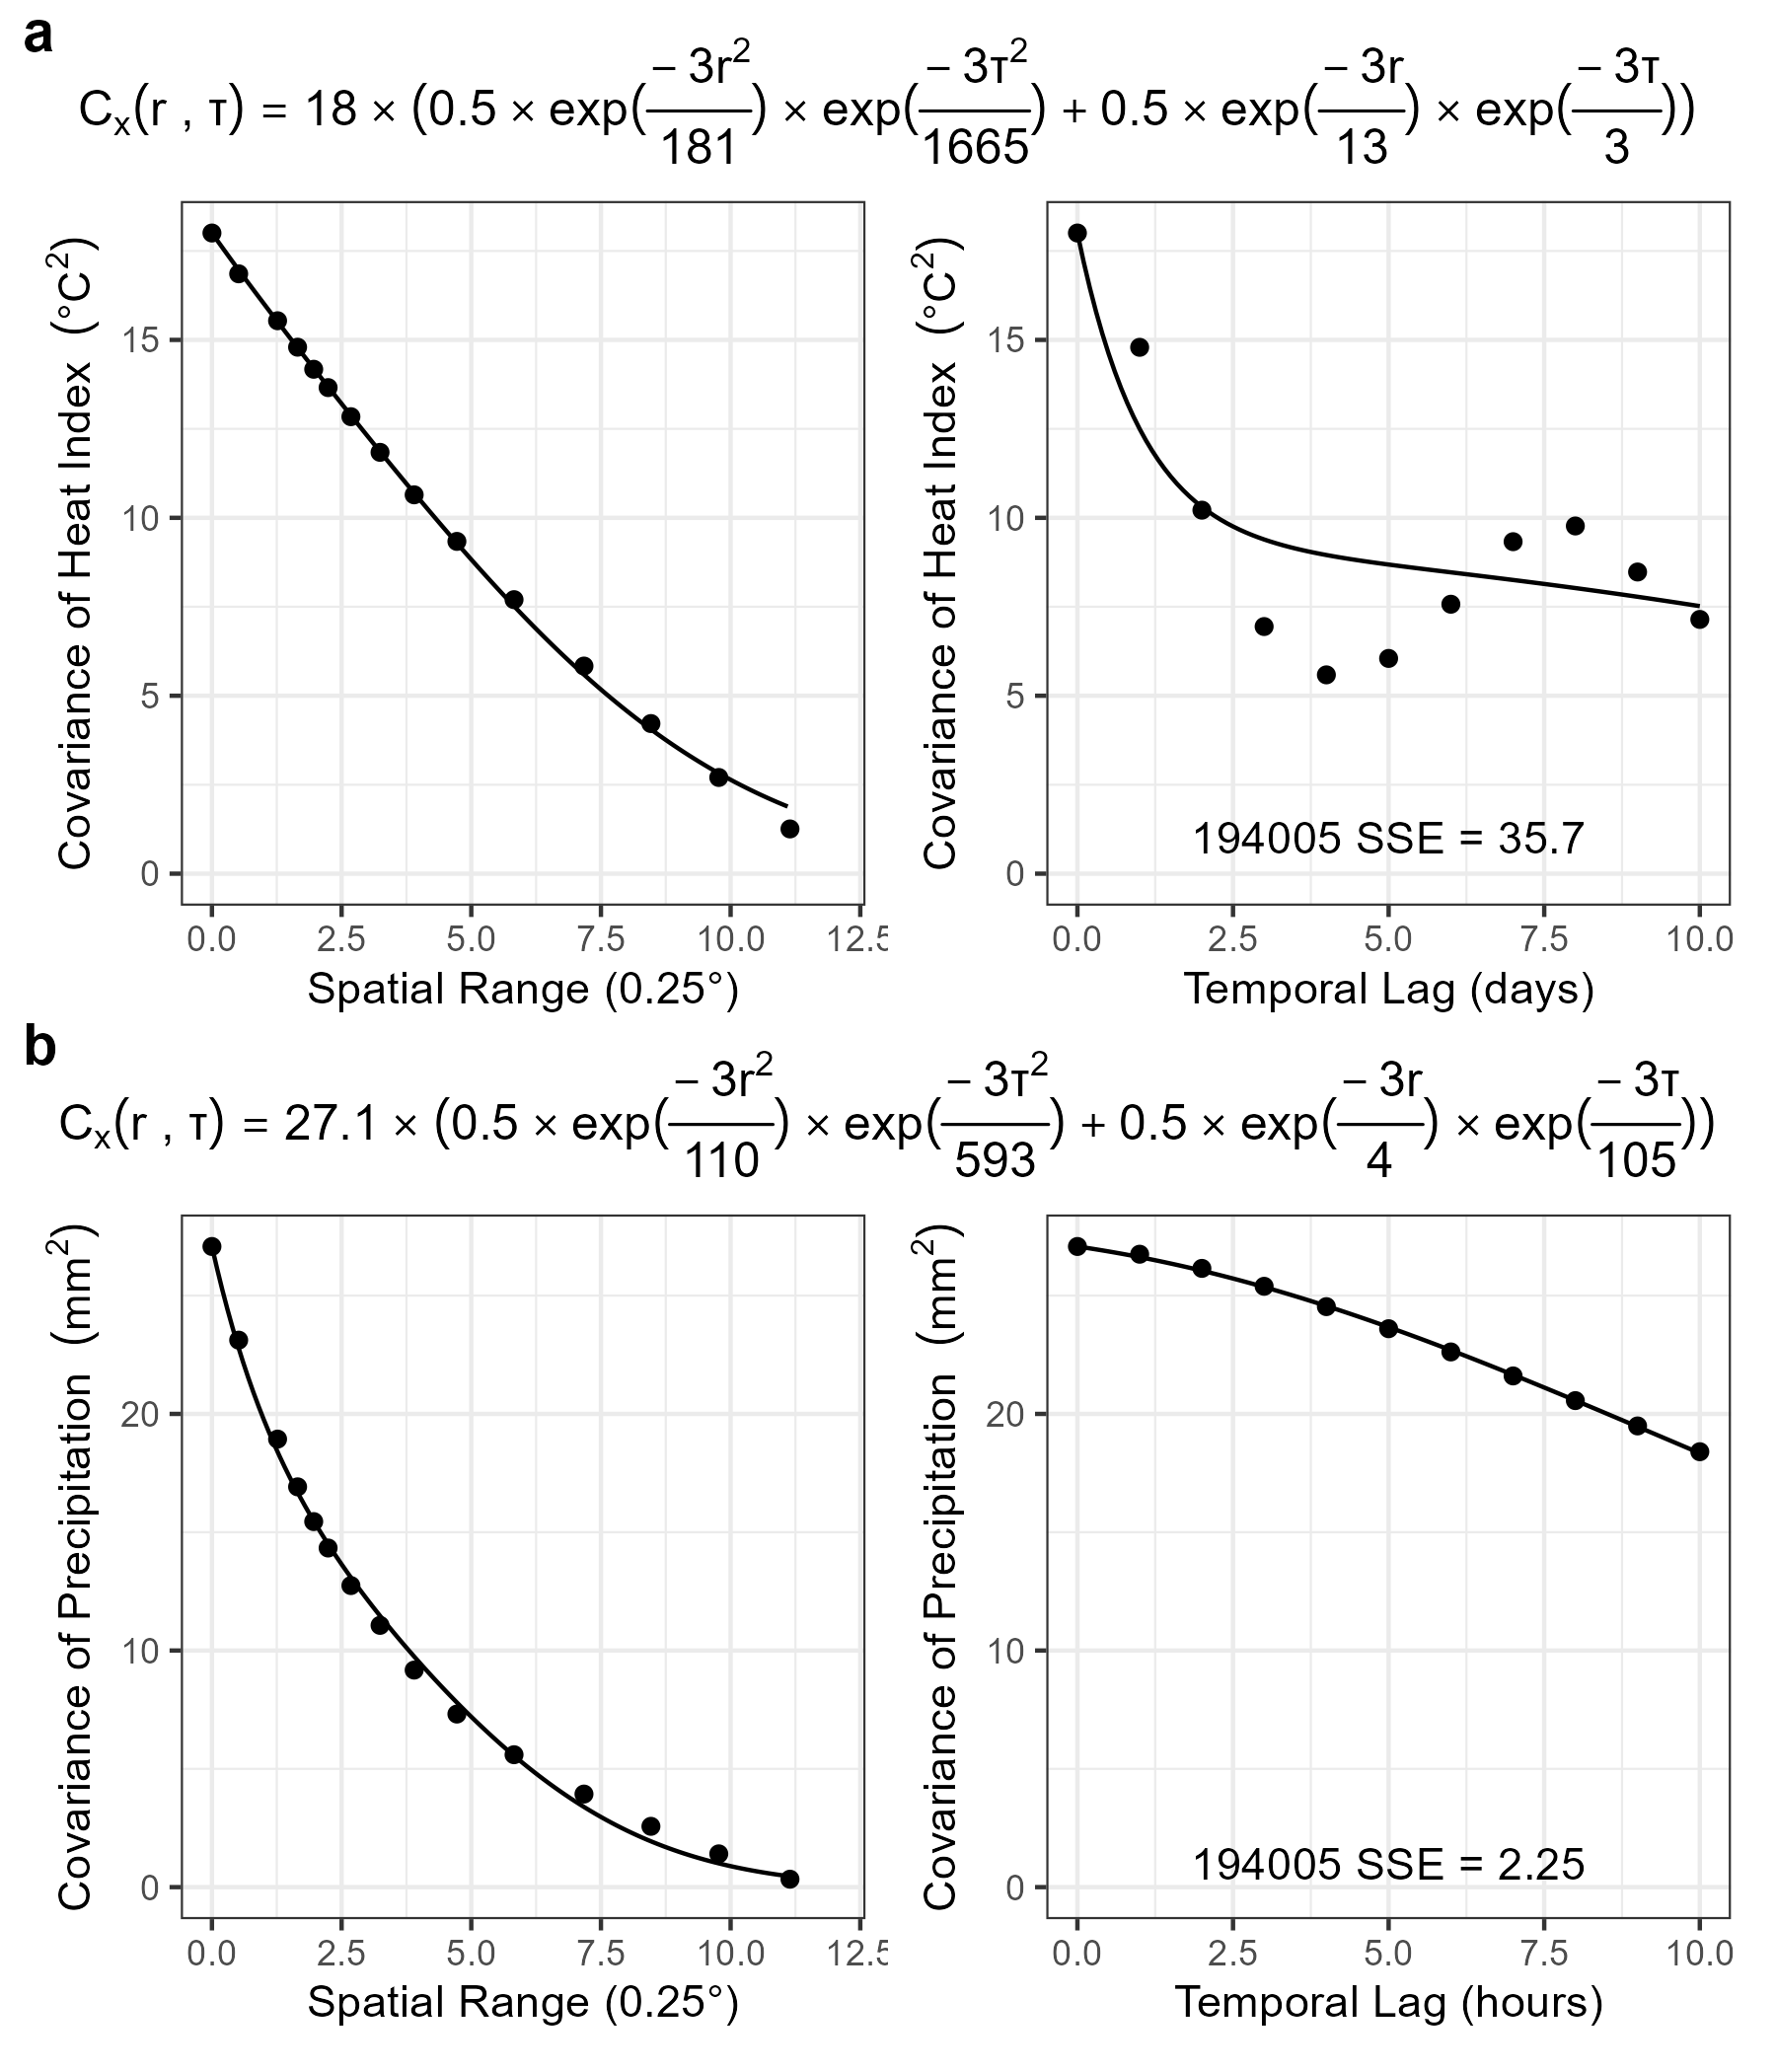 a
Cₓ(r , τ) = 18 × (0.5 × exp(− 3r²/181) × exp(− 3τ²/1665) + 0.5 × exp(− 3r/13) × exp(− 3τ/3))
Covariance of Heat Index (°C²)
15
10
5
0
0.0 2.5 5.0 7.5 10.0 12.5
Spatial Range (0.25°)
Covariance of Heat Index (°C²)
15
10
5
0
194005 SSE = 35.7
0.0 2.5 5.0 7.5 10.0
Temporal Lag (days)
b
Cₓ(r , τ) = 27.1 × (0.5 × exp(− 3r²/110) × exp(− 3τ²/593) + 0.5 × exp(− 3r/4) × exp(− 3τ/105))
Covariance of Precipitation (mm²)
20
10
0
0.0 2.5 5.0 7.5 10.0 12.5
Spatial Range (0.25°)
Covariance of Precipitation (mm²)
20
10
0
194005 SSE = 2.25
0.0 2.5 5.0 7.5 10.0
Temporal Lag (hours)